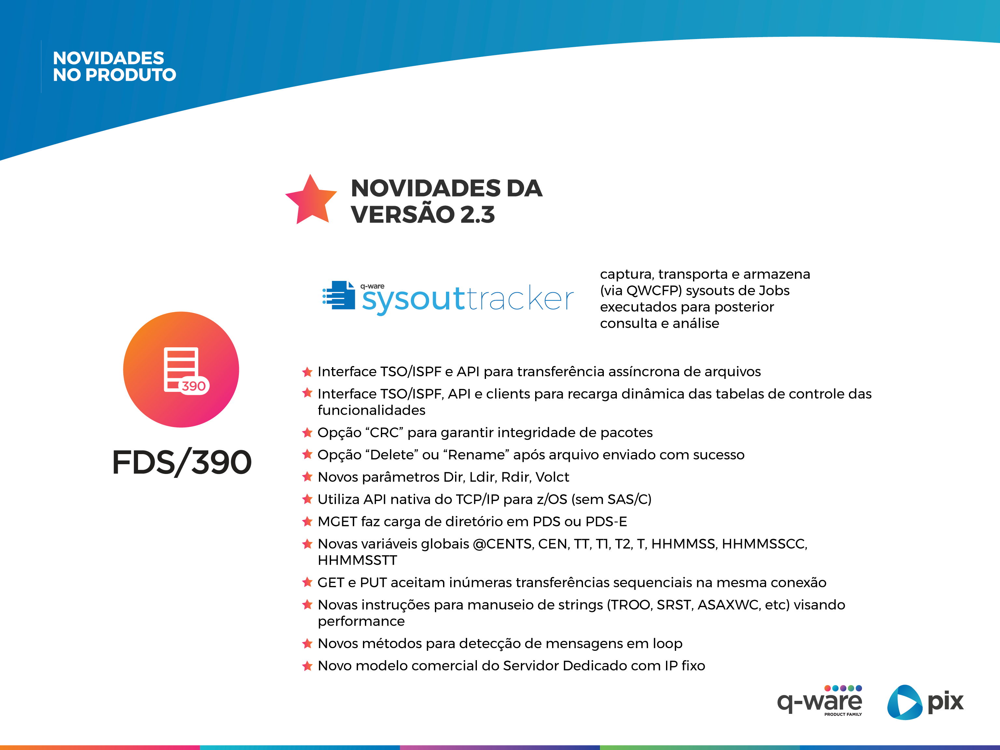 NOVIDADES
NO PRODUTO
NOVIDADES DA
VERSÃO 2.3
q-ware
sysouttracker
captura, transporta e armazena
(via QWCFP) sysouts de Jobs
executados para posterior
consulta e análise
390
FDS/390
Interface TSO/ISPF e API para transferência assíncrona de arquivos
Interface TSO/ISPF, API e clients para recarga dinâmica das tabelas de controle das
funcionalidades
Opção “CRC” para garantir integridade de pacotes
Opção “Delete” ou “Rename” após arquivo enviado com sucesso
Novos parâmetros Dir, Ldir, Rdir, Volct
Utiliza API nativa do TCP/IP para z/OS (sem SAS/C)
MGET faz carga de diretório em PDS ou PDS-E
Novas variáveis globais @CENTS, CEN, TT, T1, T2, T, HHMMSS, HHMMSSCC,
HHMMSSTT
GET e PUT aceitam inúmeras transferências sequenciais na mesma conexão
Novas instruções para manuseio de strings (TROO, SRST, ASAXWC, etc) visando
performance
Novos métodos para detecção de mensagens em loop
Novo modelo comercial do Servidor Dedicado com IP fixo
q-ware
PRODUCT FAMILY
pix